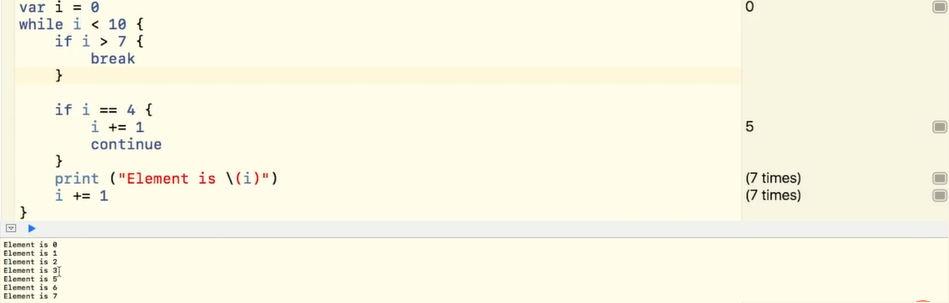 var i = 0
0
while i < 10 {
if i > 7 {
break
}
if i == 4 {
i += 1
5
continue
}
print ("Element is \(i)")
(7 times)
i += 1
(7 times)
}
Element is 0
Element is 1
Element is 2
Element is 3
Element is 5
Element is 6
Element is 7